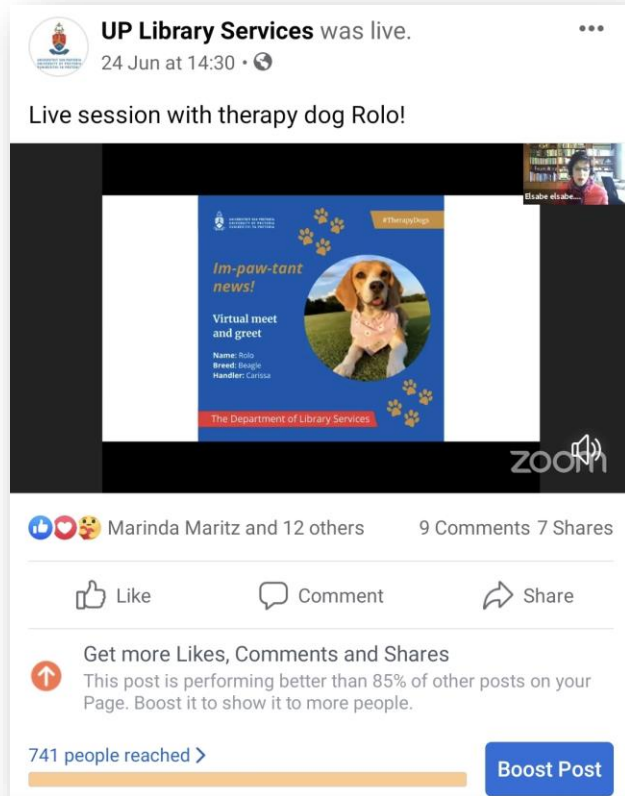 UP Library Services was live.
24 Jun at 14:30
Live session with therapy dog Rolo!
#TherapyDogs
Im-paw-tant
news!
Virtual meet
and greet
Name: Rolo
Breed: Beagle
Handler: Carissa
The Department of Library Services
Elsabe elsabe....
zoom
Marinda Maritz and 12 others 9 Comments 7 Shares
Like Comment Share
Get more Likes, Comments and Shares
This post is performing better than 85% of other posts on your
Page. Boost it to show it to more people.
741 people reached
Boost Post